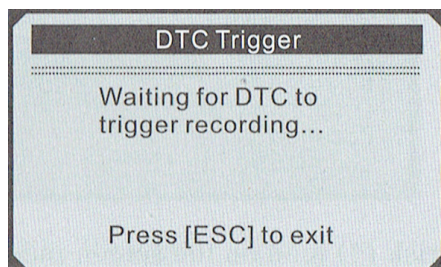 DTC Trigger
Waiting for DTC to
trigger recording...
Press [ESC] to exit